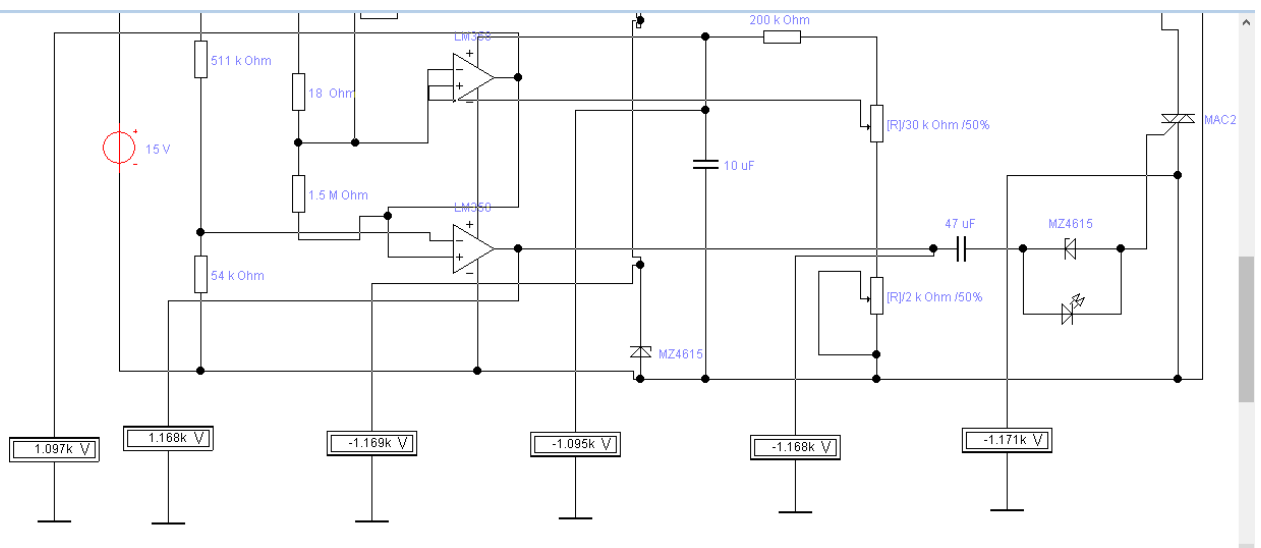 200 k Ohm
LM358
511 k Ohm
18 Ohm
[R]/30 k Ohm /50%
MAC2
15 V
10 uF
1.5 M Ohm
LM350
47 uF
MZ4615
54 k Ohm
[R]/2 k Ohm /50%
MZ4615
1.097k V
1.168k V
-1.169k V
-1.095k V
-1.168k V
-1.171k V